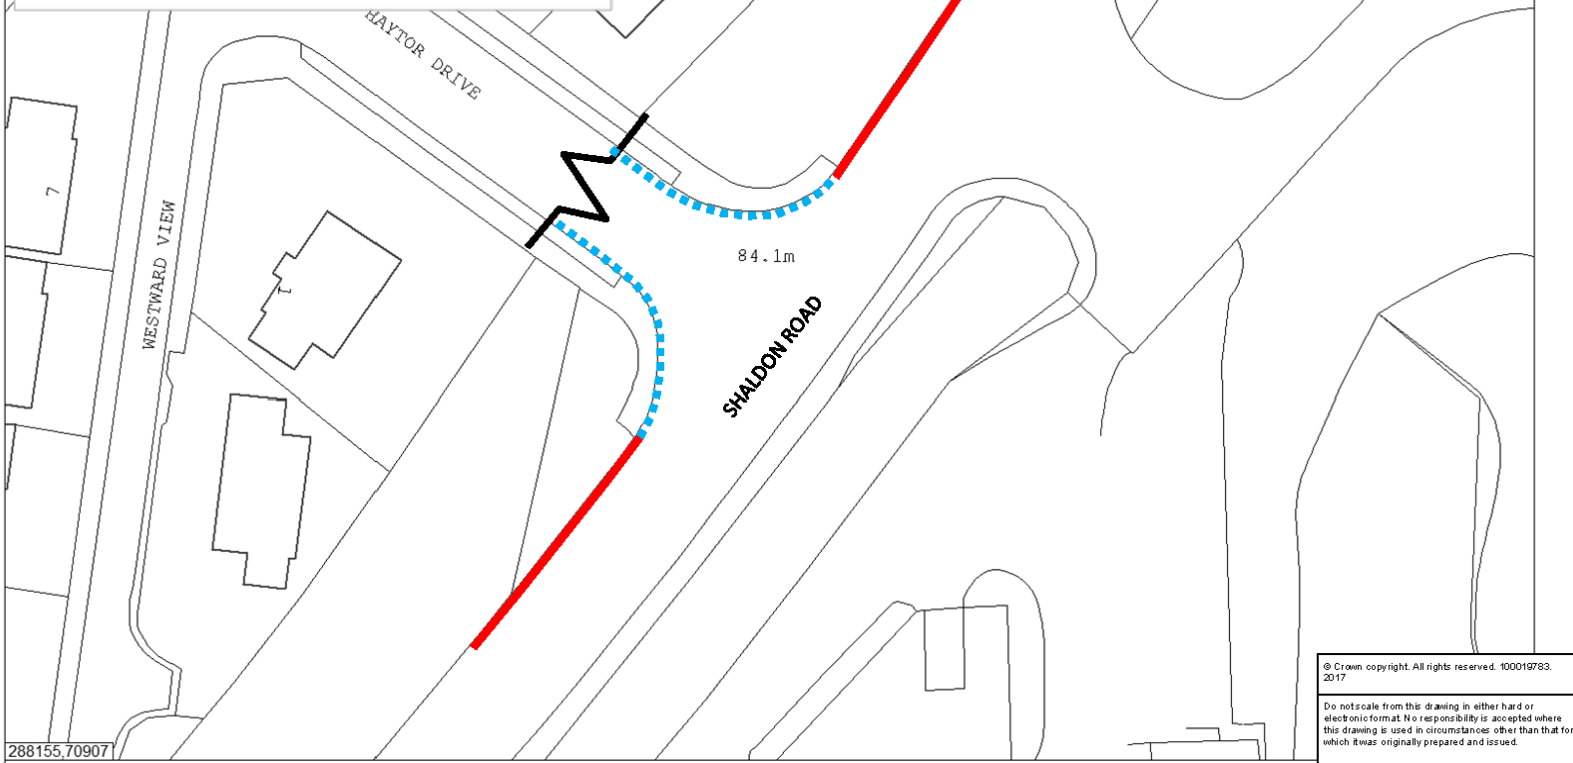 HAYTOR DRIVE
7
WESTWARD VIEW
1
84.1m
SHALDON ROAD
© Crown copyright. All rights reserved. 100019783.
2017
Do not scale from this drawing in either hard or
electronic format. No responsibility is accepted where
this drawing is used in circumstances other than that for
which it was originally prepared and issued.
288155,70907